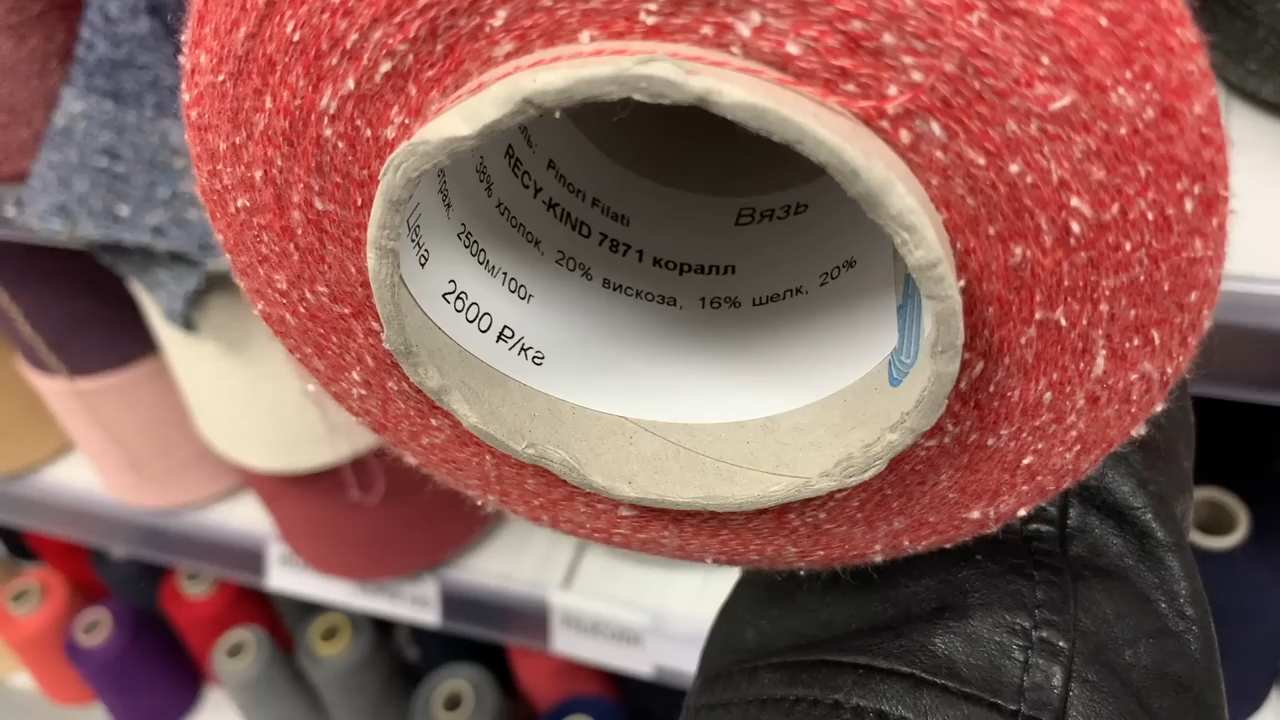 Вязь
Pinori Filati
RECY-KIND 7871 коралл
38% хлопок, 20% вискоза, 16% шелк, 20%
2500м/100г
Цена 2600 ₽/кг